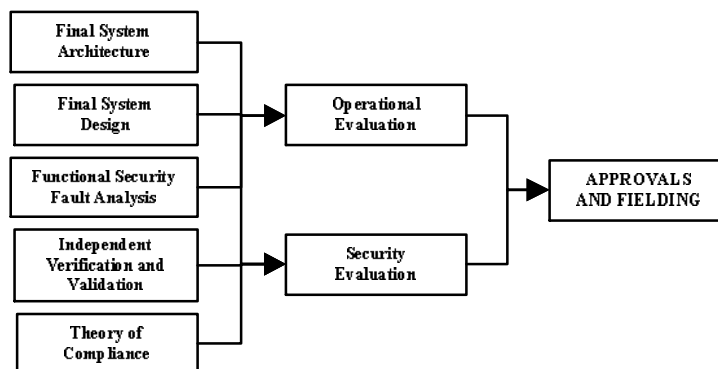 Final System
Architecture
Final System
Design
Functional Security
Fault Analysis
Independent
Verification and
Validation
Theory of
Compliance
Operational
Evaluation
Security
Evaluation
APPROVALS
AND FIELDING